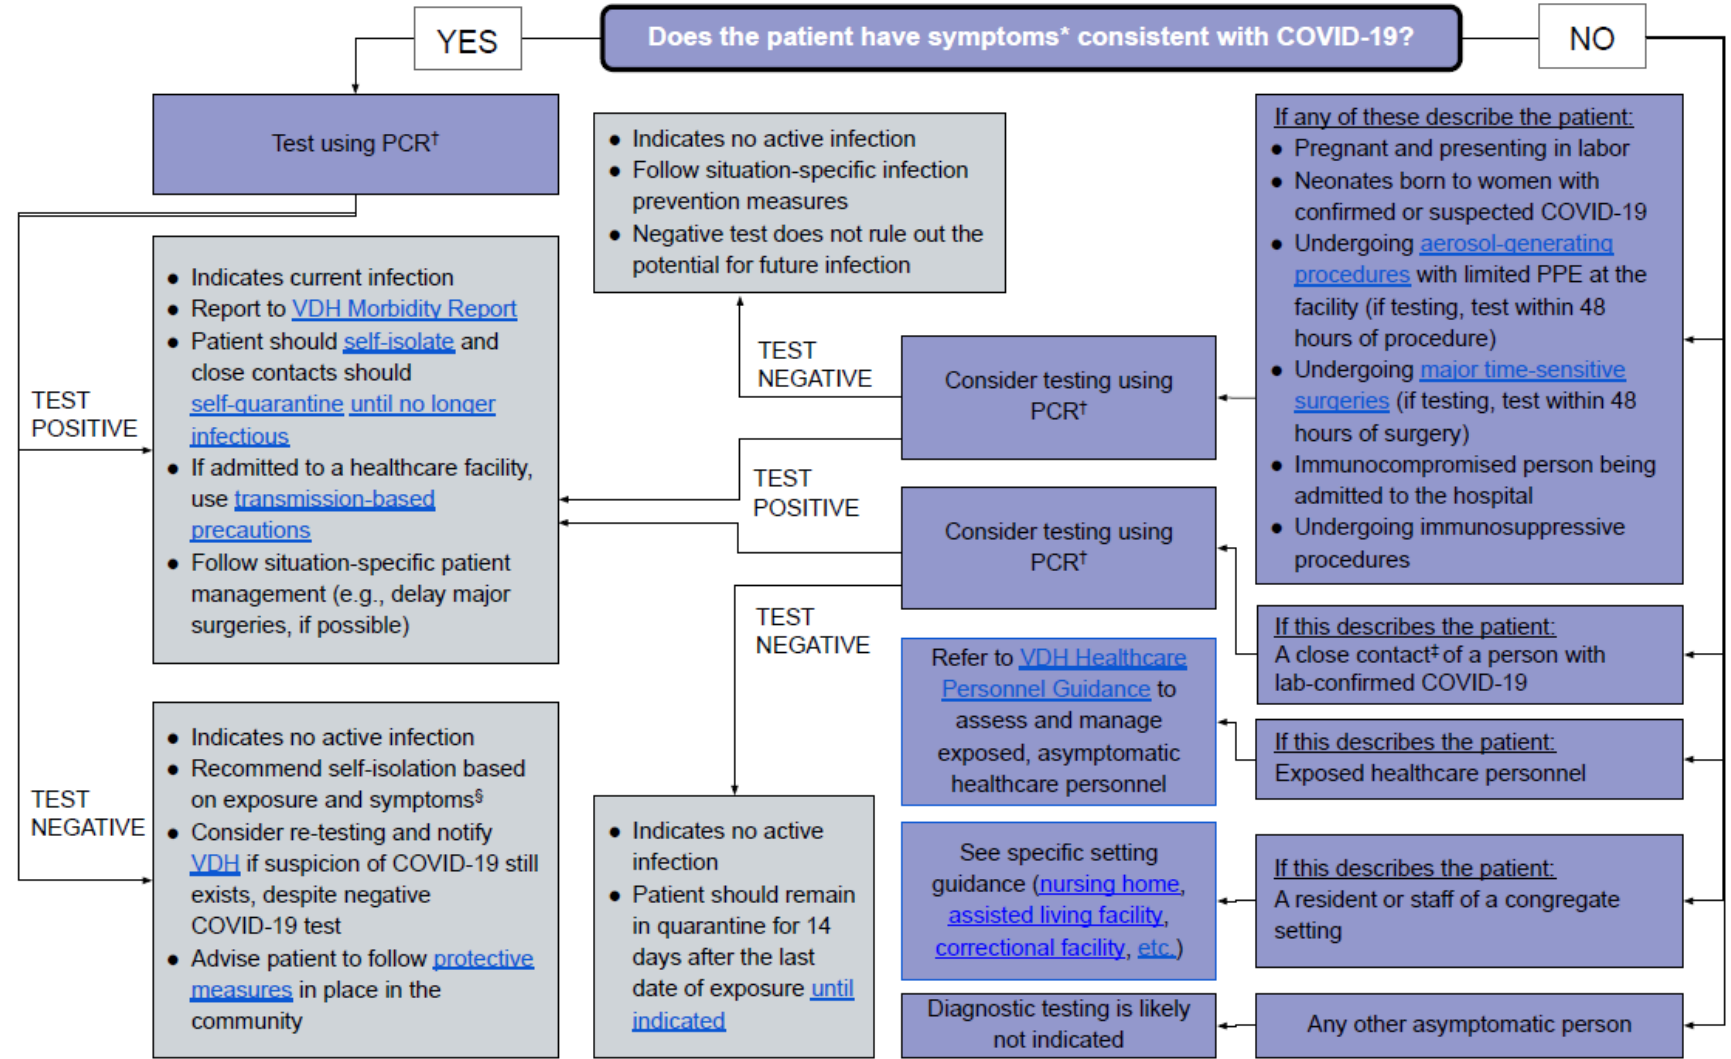 Does the patient have symptoms* consistent with COVID-19?
YES
NO
Test using PCR†
TEST
POSITIVE
● Indicates current infection
● Report to VDH Morbidity Report
● Patient should self-isolate and
close contacts should
self-quarantine until no longer
infectious
● If admitted to a healthcare facility,
use transmission-based
precautions
● Follow situation-specific patient
management (e.g., delay major
surgeries, if possible)
TEST
NEGATIVE
● Indicates no active infection
● Recommend self-isolation based
on exposure and symptoms§
● Consider re-testing and notify
VDH if suspicion of COVID-19 still
exists, despite negative
COVID-19 test
● Advise patient to follow protective
measures in place in the
community
● Indicates no active infection
● Follow situation-specific infection
prevention measures
● Negative test does not rule out the
potential for future infection
TEST
NEGATIVE
TEST
POSITIVE
TEST
NEGATIVE
● Indicates no active
infection
● Patient should remain
in quarantine for 14
days after the last
date of exposure until
indicated
Consider testing using
PCR†
Consider testing using
PCR†
Refer to VDH Healthcare
Personnel Guidance to
assess and manage
exposed, asymptomatic
healthcare personnel
See specific setting
guidance (nursing home,
assisted living facility,
correctional facility, etc.)
Diagnostic testing is likely
not indicated
If any of these describe the patient:
● Pregnant and presenting in labor
● Neonates born to women with
confirmed or suspected COVID-19
● Undergoing aerosol-generating
procedures with limited PPE at the
facility (if testing, test within 48
hours of procedure)
● Undergoing major time-sensitive
surgeries (if testing, test within 48
hours of surgery)
● Immunocompromised person being
admitted to the hospital
● Undergoing immunosuppressive
procedures
If this describes the patient:
A close contact‡ of a person with
lab-confirmed COVID-19
If this describes the patient:
Exposed healthcare personnel
If this describes the patient:
A resident or staff of a congregate
setting
Any other asymptomatic person